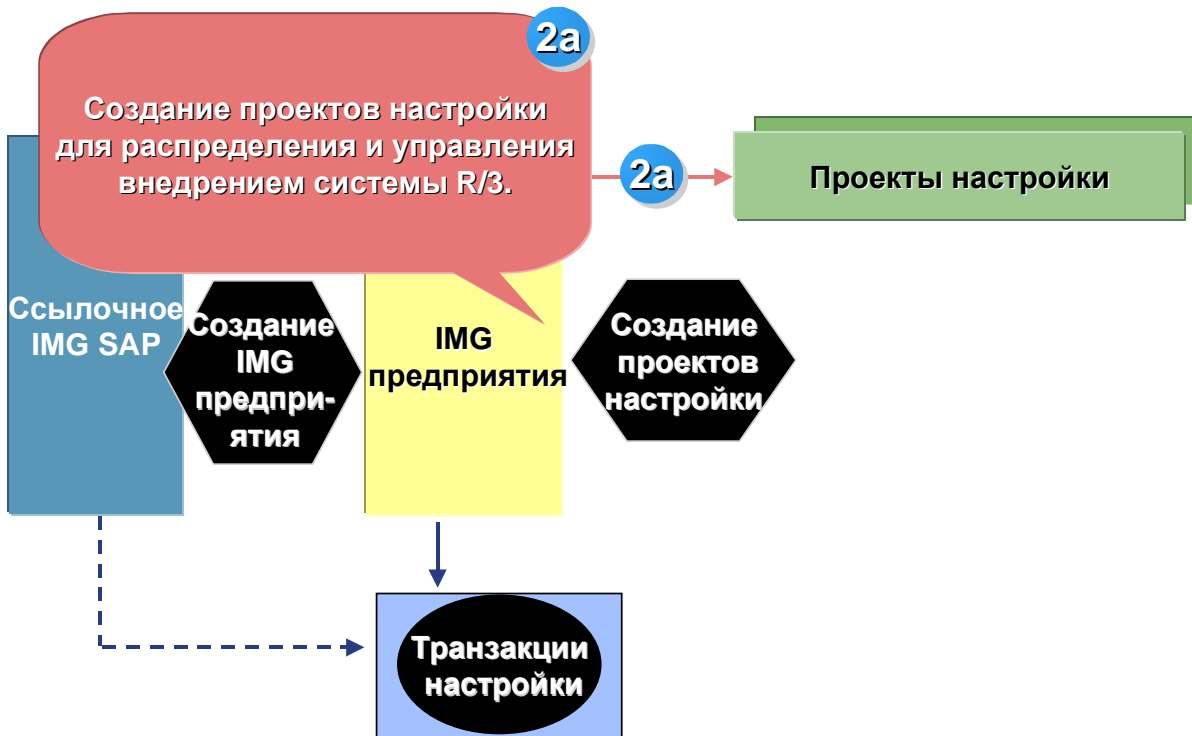 2a
Создание проектов настройки
для распределения и управления
внедрением системы R/3.
2a
Проекты настройки
Ссылочное
IMG SAP
Создание
IMG
предпри-
ятия
IMG
предприятия
Создание
проектов
настройки
Транзакции
настройки